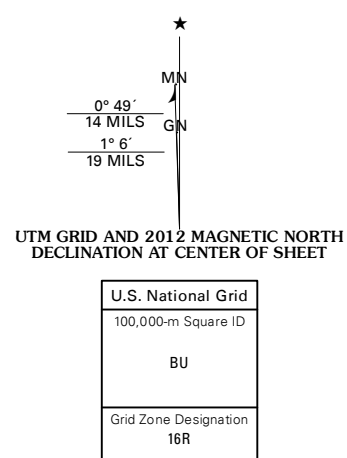 ★
MN
0° 49´
14 MILS
GN
1° 6´
19 MILS
UTM GRID AND 2012 MAGNETIC NORTH
DECLINATION AT CENTER OF SHEET
U.S. National Grid
100,000-m Square ID
BU
Grid Zone Designation
16R